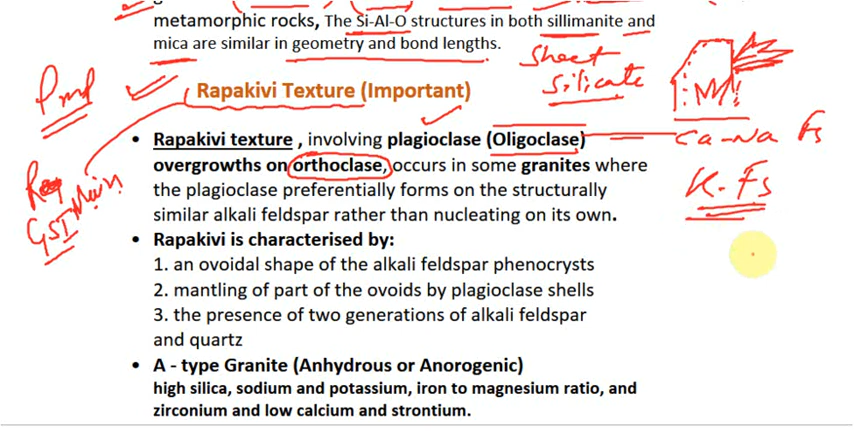 metamorphic rocks, The Si-Al-O structures in both sillimanite and
mica are similar in geometry and bond lengths.
Sheet
Silicate
Rapakivi Texture (Important)
• Rapakivi texture , involving plagioclase (Oligoclase)
Ca-Na Fs
overgrowths on orthoclase, occurs in some granites where
K-Fs
the plagioclase preferentially forms on the structurally
GSI Main
similar alkali feldspar rather than nucleating on its own.
• Rapakivi is characterised by:
1. an ovoidal shape of the alkali feldspar phenocrysts
2. mantling of part of the ovoids by plagioclase shells
3. the presence of two generations of alkali feldspar
and quartz
• A - type Granite (Anhydrous or Anorogenic)
high silica, sodium and potassium, iron to magnesium ratio, and
zirconium and low calcium and strontium.